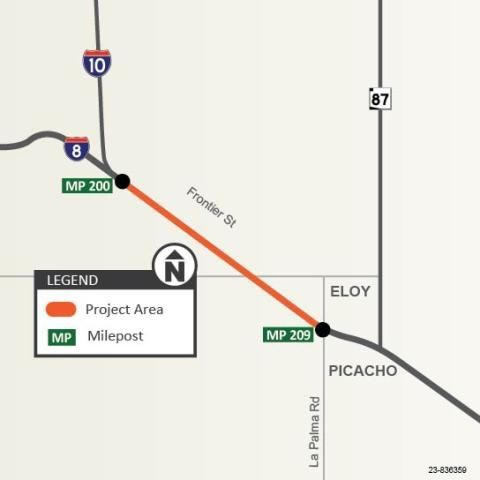 10
87
8
MP 200
Frontier St
N
LEGEND
Project Area
MP
Milepost
ELOY
MP 209
PICACHO
La Palma Rd
23-836359